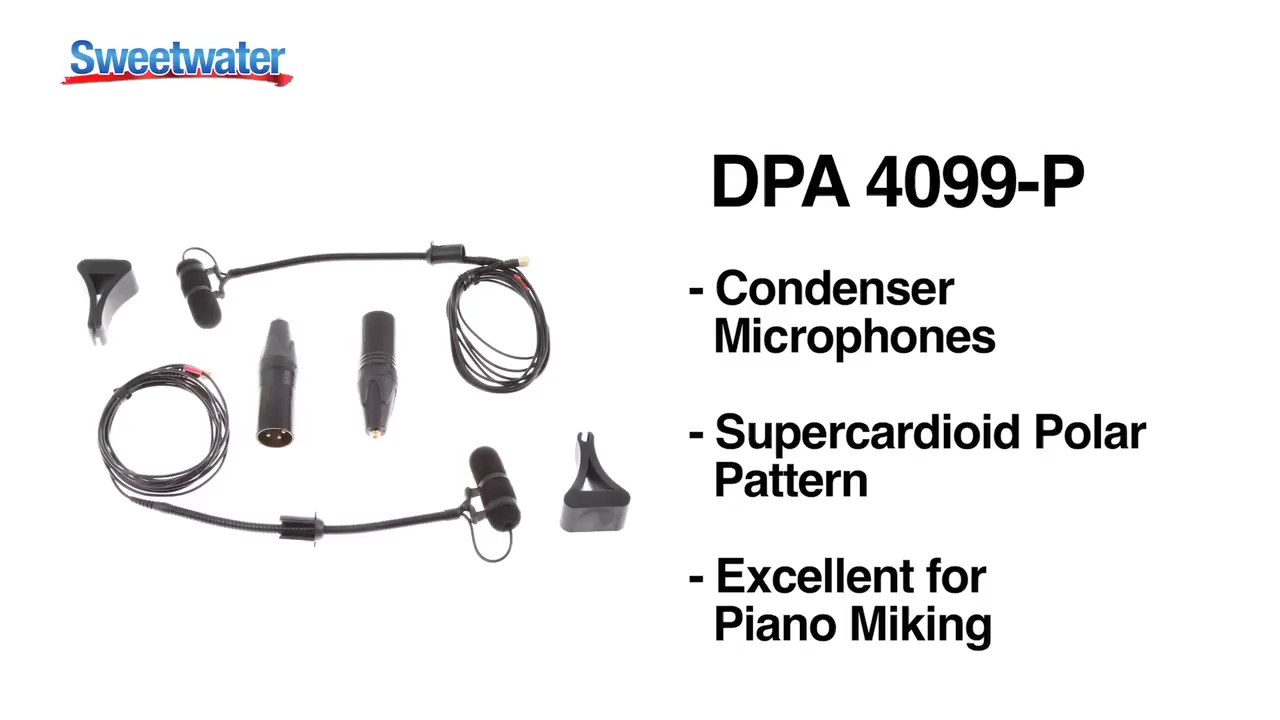 Sweetwater
DPA 4099-P
- Condenser
Microphones
- Supercardioid Polar
Pattern
- Excellent for
Piano Miking